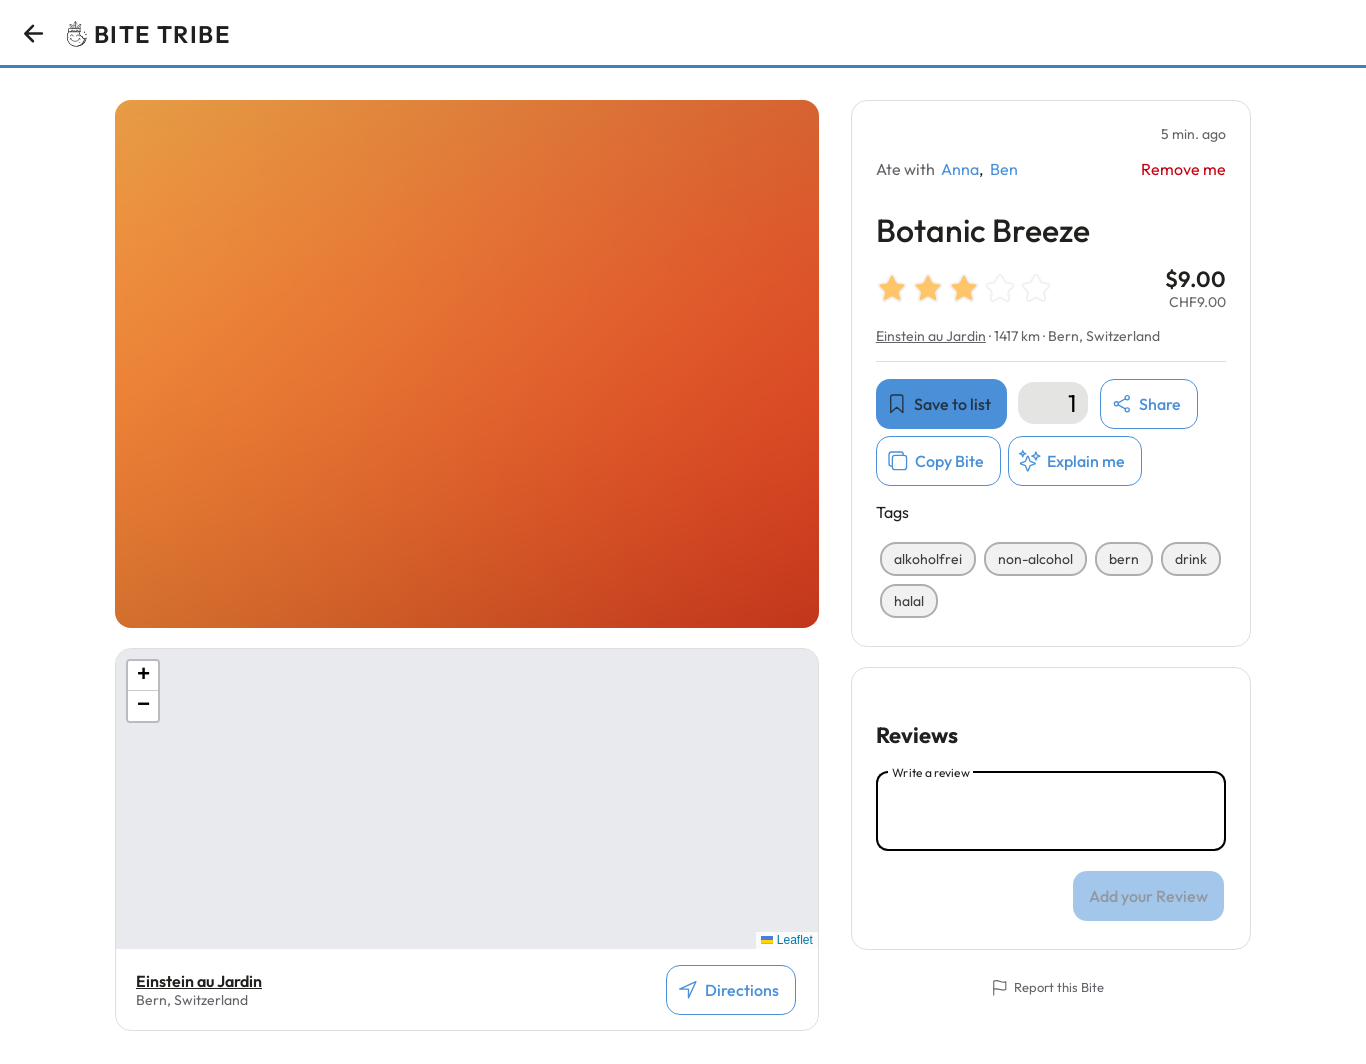 BITE TRIBE
5 min. ago
Ate with Anna, Ben
Remove me
Botanic Breeze
$9.00
CHF9.00
Einstein au Jardin · 1417 km · Bern, Switzerland
Save to list
1
Share
Copy Bite
Explain me
Tags
alkoholfrei
non-alcohol
bern
drink
halal
+
−
Leaflet
Einstein au Jardin
Bern, Switzerland
Directions
Reviews
Write a review
Add your Review
Report this Bite